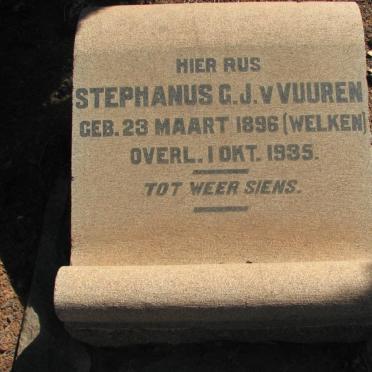 HIER RUS
STEPHANUS G.J. v VUUREN
GEB. 23 MAART 1896 (WELKEN)
OVERL. 1 OKT. 1935.
TOT WEER SIENS.